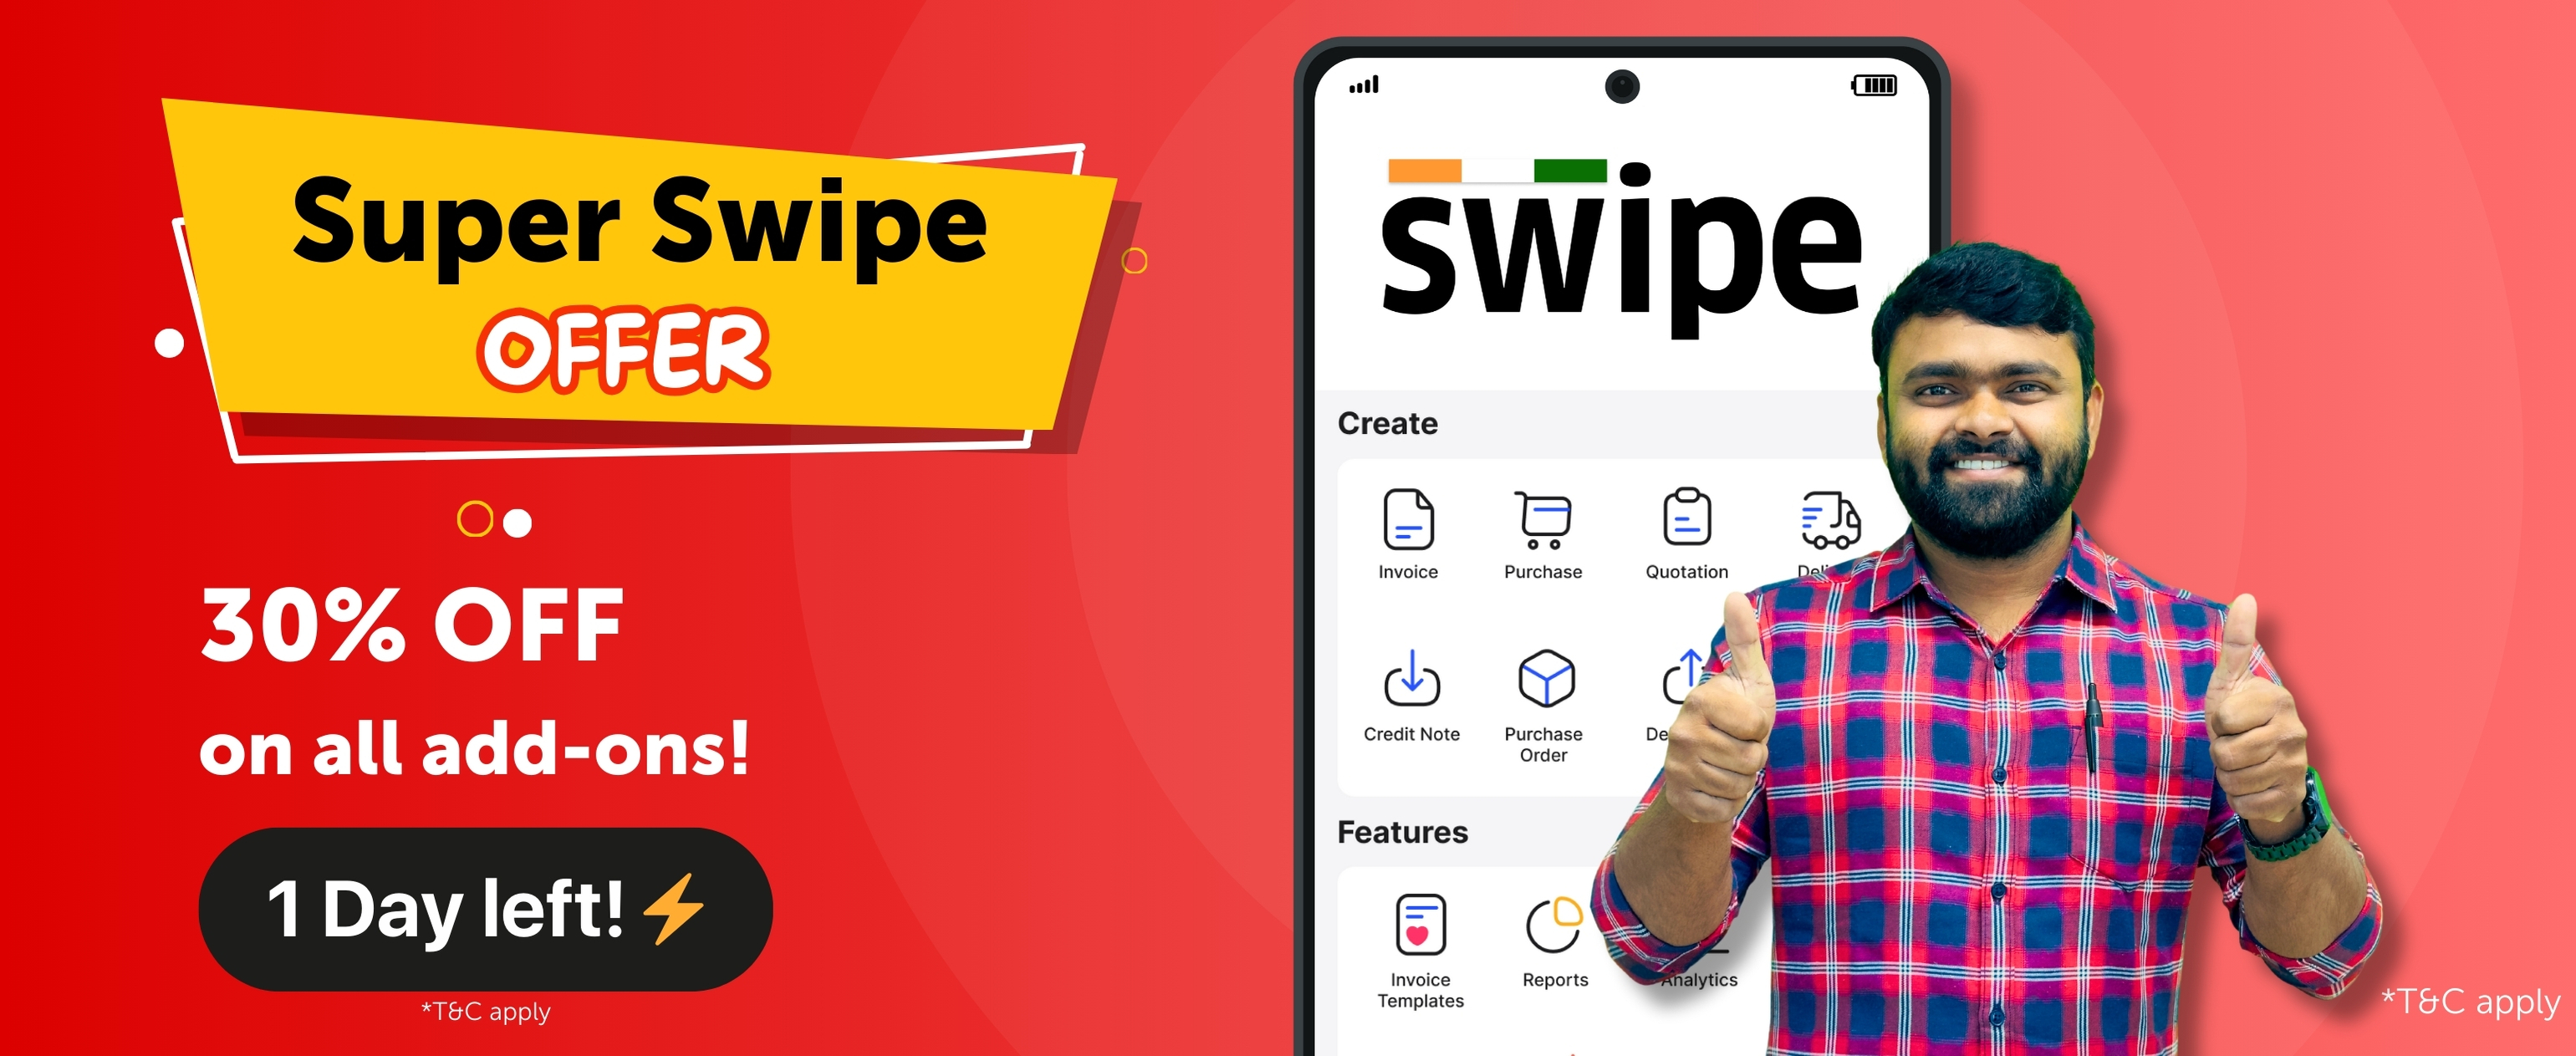 Super Swipe
OFFER
30% OFF
on all add-ons!
1 Day left!
*T&C apply
swipe
Create
Invoice Purchase Quotation
Credit Note Purchase
Order
Features
Invoice
Templates Reports Analytics
*T&C apply